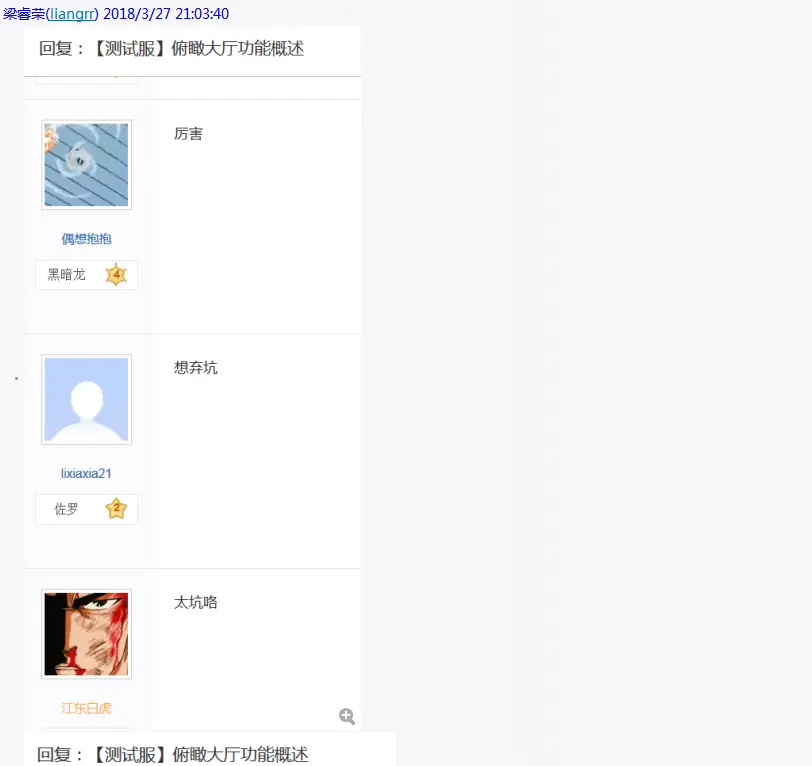 梁睿荣(liangrr) 2018/3/27 21:03:40
回复：【测试服】俯瞰大厅功能概述
厉害
偶想抱抱
黑暗龙 4
想弃坑
lixiaxia21
佐罗 2
太坑咯
江东白虎
回复：【测试服】俯瞰大厅功能概述